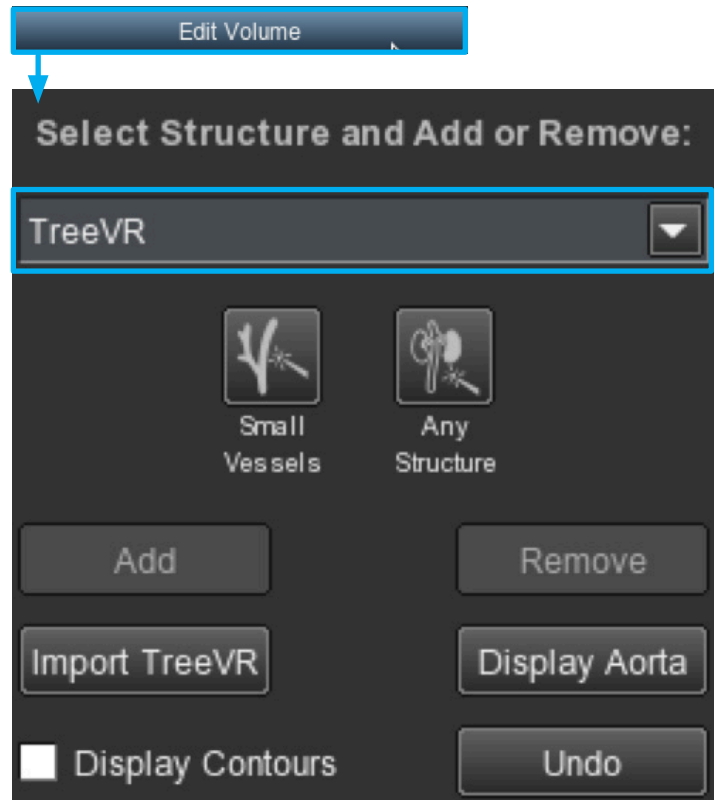 Edit Volume
Select Structure and Add or Remove:
TreeVR
Small
Vessels
Any
Structure
Add
Remove
Import TreeVR
Display Aorta
Display Contours
Undo